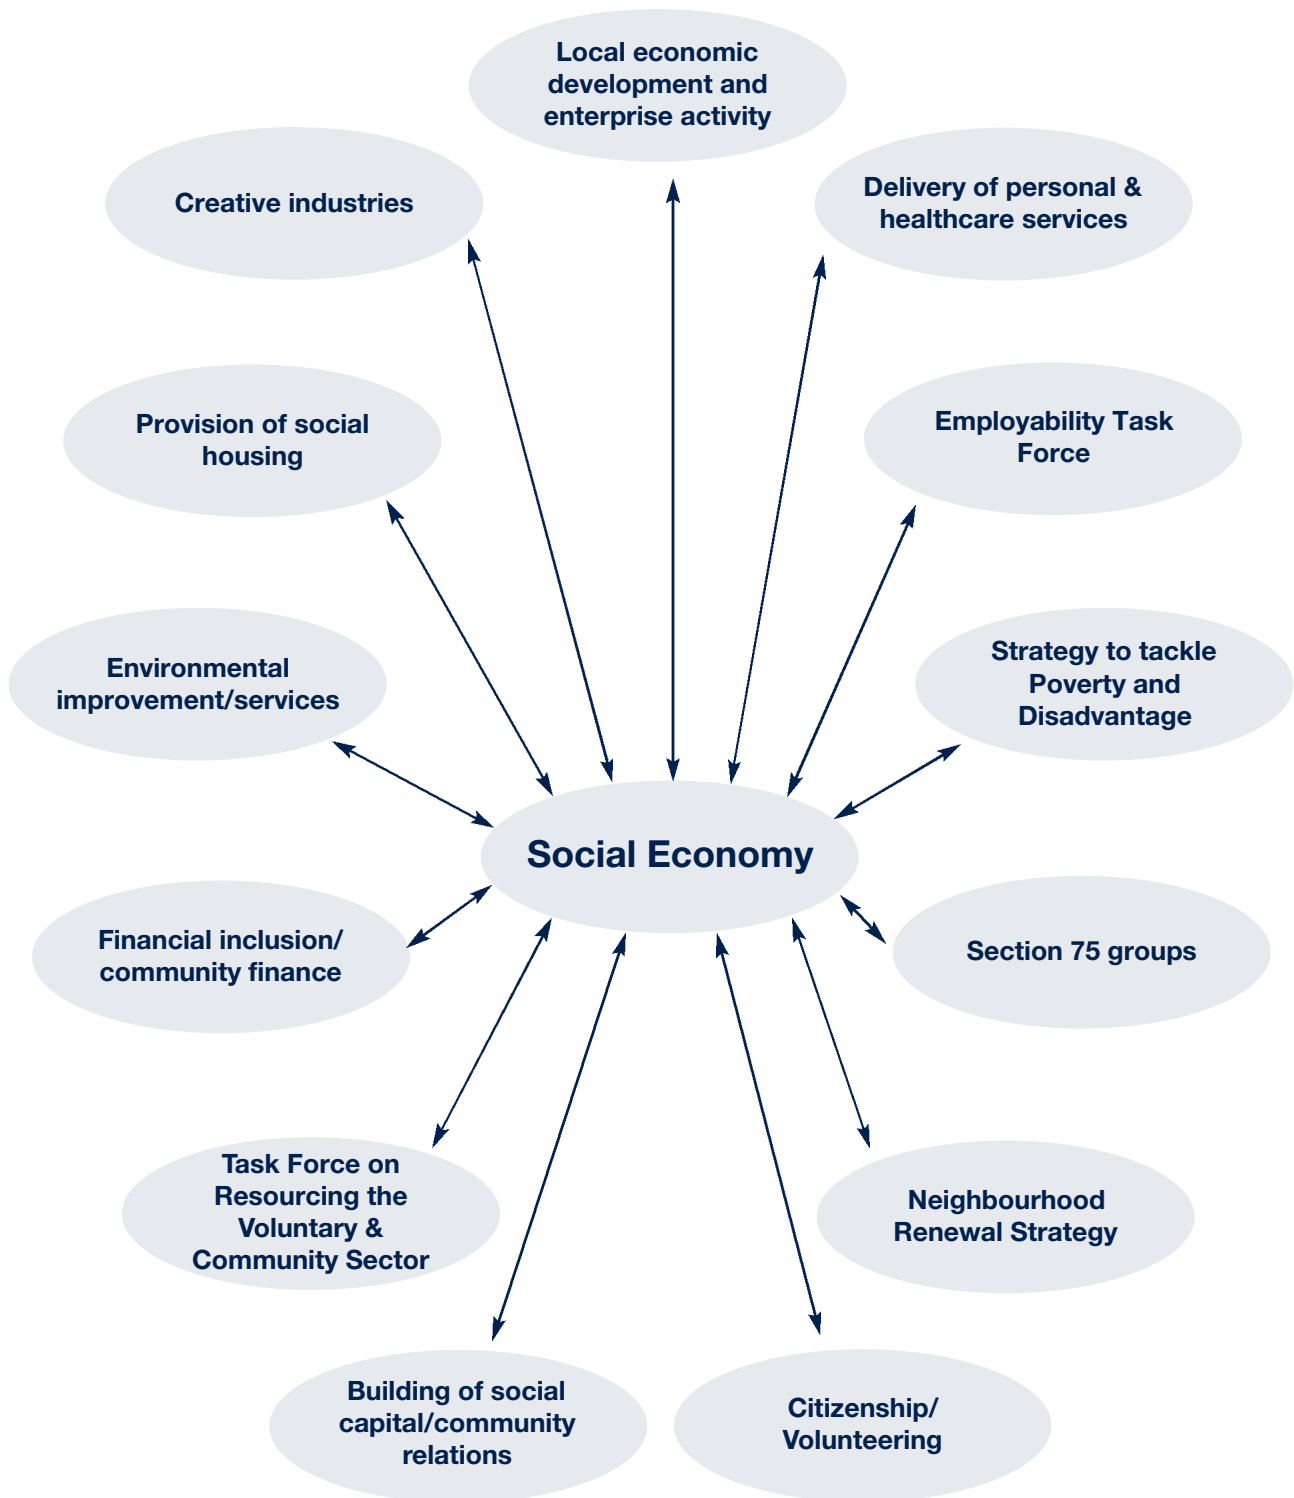 Local economic
development and
enterprise activity
Creative industries
Delivery of personal &
healthcare services
Provision of social
housing
Employability Task
Force
Environmental
improvement/services
Strategy to tackle
Poverty and
Disadvantage
Social Economy
Financial inclusion/
community finance
Section 75 groups
Task Force on
Resourcing the
Voluntary &
Community Sector
Neighbourhood
Renewal Strategy
Building of social
capital/community
relations
Citizenship/
Volunteering